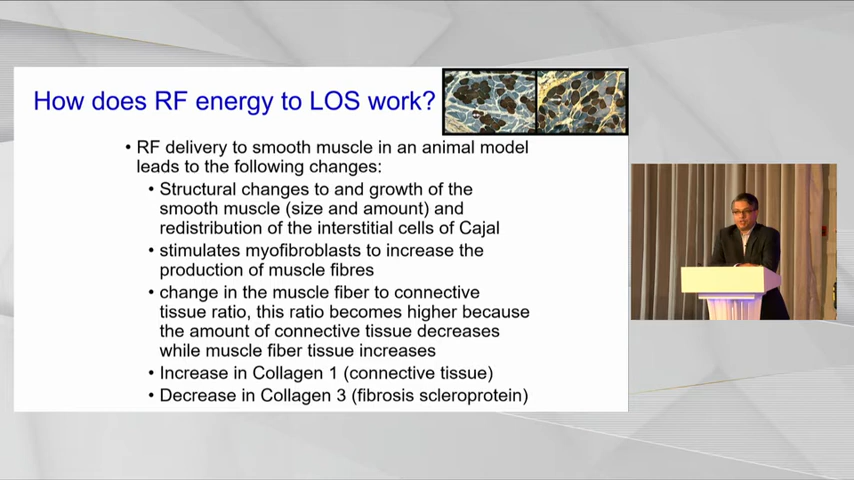 How does RF energy to LOS work?
• RF delivery to smooth muscle in an animal model
leads to the following changes:
• Structural changes to and growth of the
smooth muscle (size and amount) and
redistribution of the interstitial cells of Cajal
• stimulates myofibroblasts to increase the
production of muscle fibres
• change in the muscle fiber to connective
tissue ratio, this ratio becomes higher because
the amount of connective tissue decreases
while muscle fiber tissue increases
• Increase in Collagen 1 (connective tissue)
• Decrease in Collagen 3 (fibrosis scleroprotein)